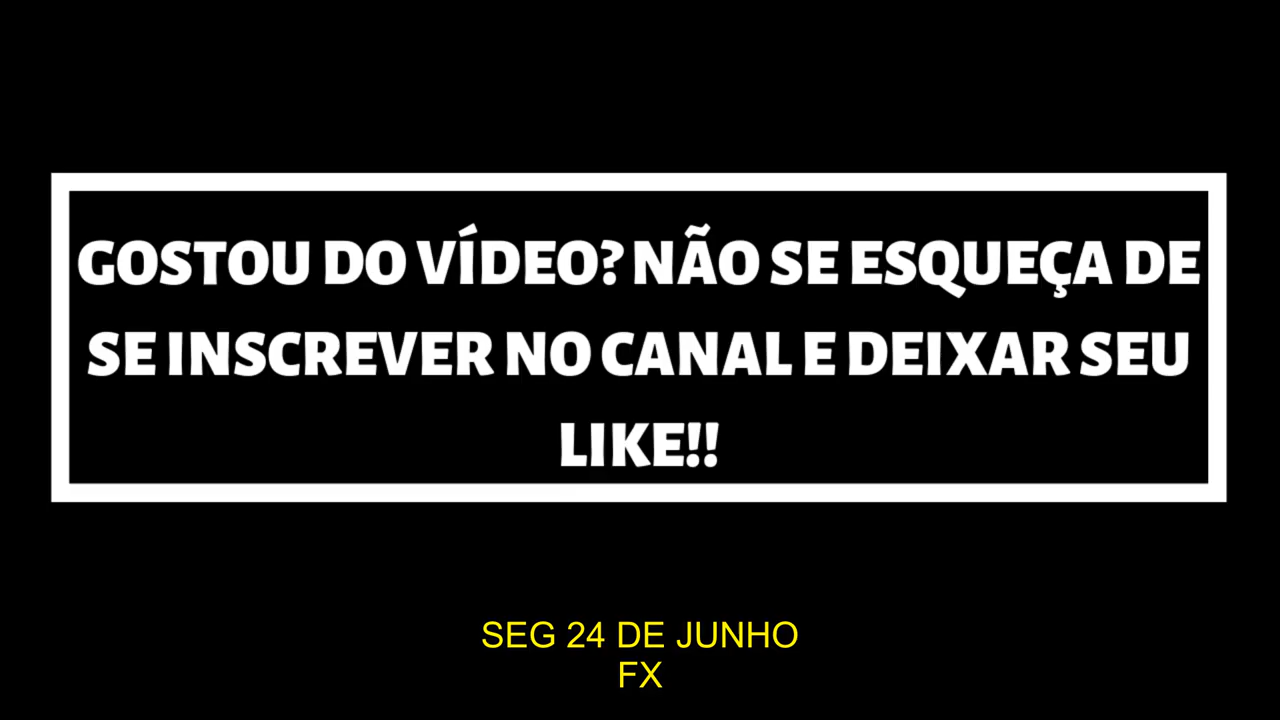 GOSTOU DO VÍDEO? NÃO SE ESQUEÇA DE
SE INSCREVER NO CANAL E DEIXAR SEU
LIKE!!
SEG 24 DE JUNHO
FX